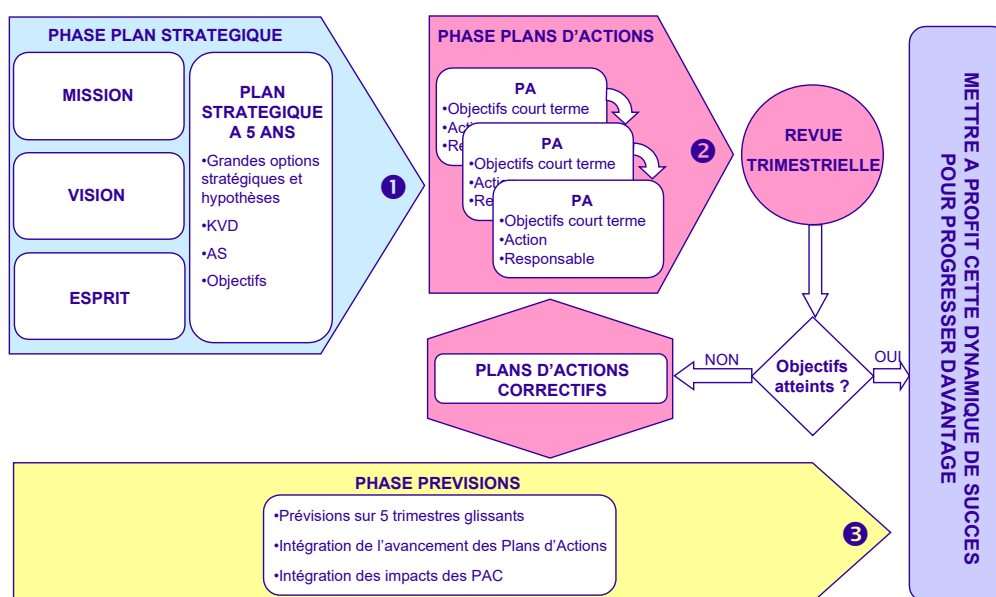 PHASE PLAN STRATEGIQUE
MISSION
VISION
ESPRIT
PLAN
STRATEGIQUE
A 5 ANS
•Grandes options
stratégiques et
hypothèses
•KVD
•AS
•Objectifs
❶
PHASE PLANS D’ACTIONS
PA
•Objectifs court terme
PA
•Objectifs court terme
PA
•Objectifs court terme
•Action
•Responsable
❷
REVUE
TRIMESTRIELLE
Objectifs
atteints ?
NON
OUI
PLANS D’ACTIONS
CORRECTIFS
PHASE PREVISIONS
•Prévisions sur 5 trimestres glissants
•Intégration de l’avancement des Plans d’Actions
•Intégration des impacts des PAC
❸
METTRE A PROFIT CETTE DYNAMIQUE DE SUCCES
POUR PROGRESSER DAVANTAGE